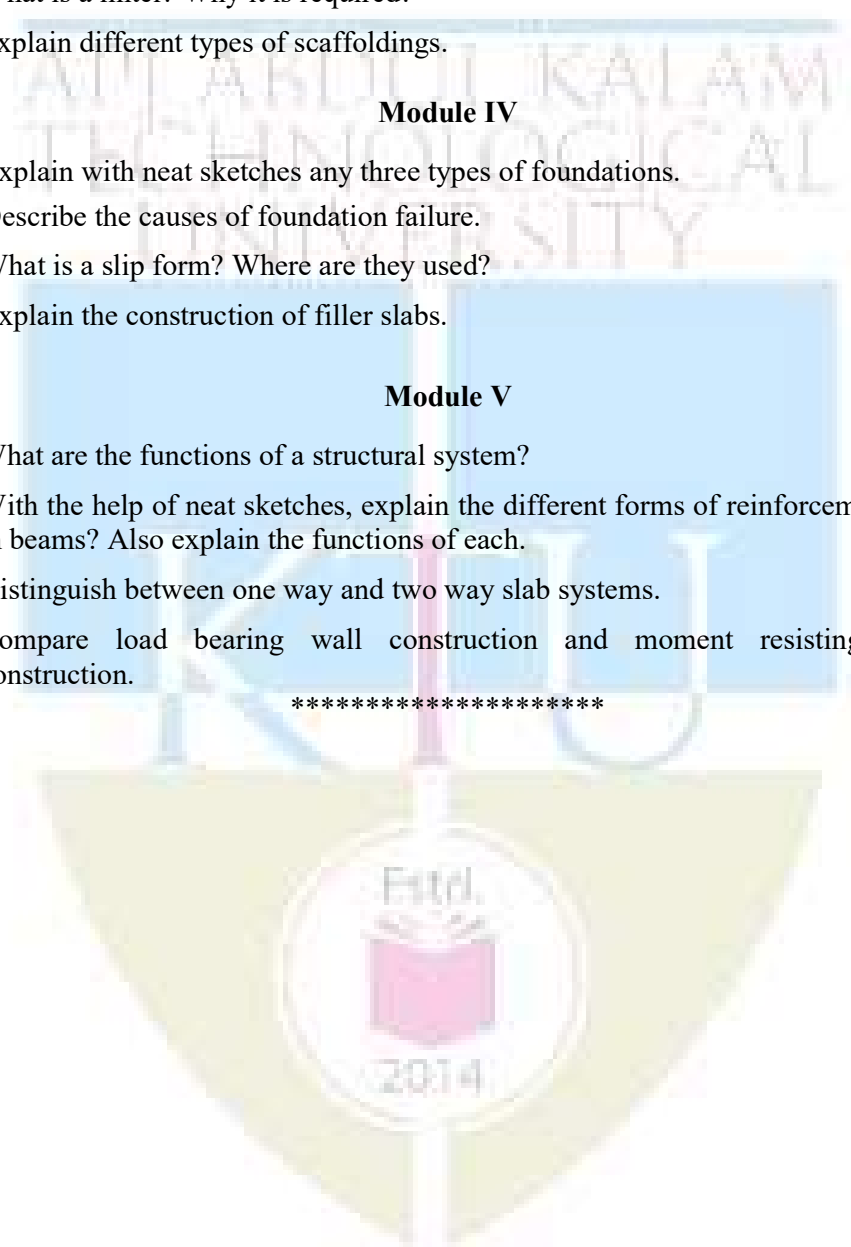 is a Why it is required?
xplain different types of scaffoldings.
API ABDUL KALAM
TECHNOLOGICAL
UNIVERSITY
Module IV
xplain with neat sketches any three types of foundations.
escribe the causes of foundation failure.
hat is a slip form? Where are they used?
xplain the construction of filler slabs.
Module V
hat are the functions of a structural system?
ith the help of neat sketches, explain the different forms of reinforcem
beams? Also explain the functions of each.
istinguish between one way and two way slab systems.
ompare load bearing wall construction and moment resisting
onstruction.
*********************
KTU
Estd.
2014